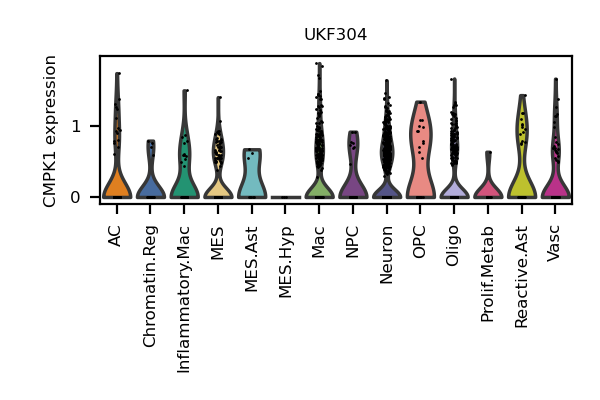 UKF304
CMPK1 expression
1
0
AC
Chromatin.Reg
Inflammatory.Mac
MES
MES.Ast
MES.Hyp
Mac
NPC
Neuron
OPC
Oligo
Prolif.Metab
Reactive.Ast
Vasc